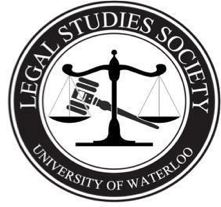 LEGAL STUDIES SOCIETY
UNIVERSITY OF WATERLOO